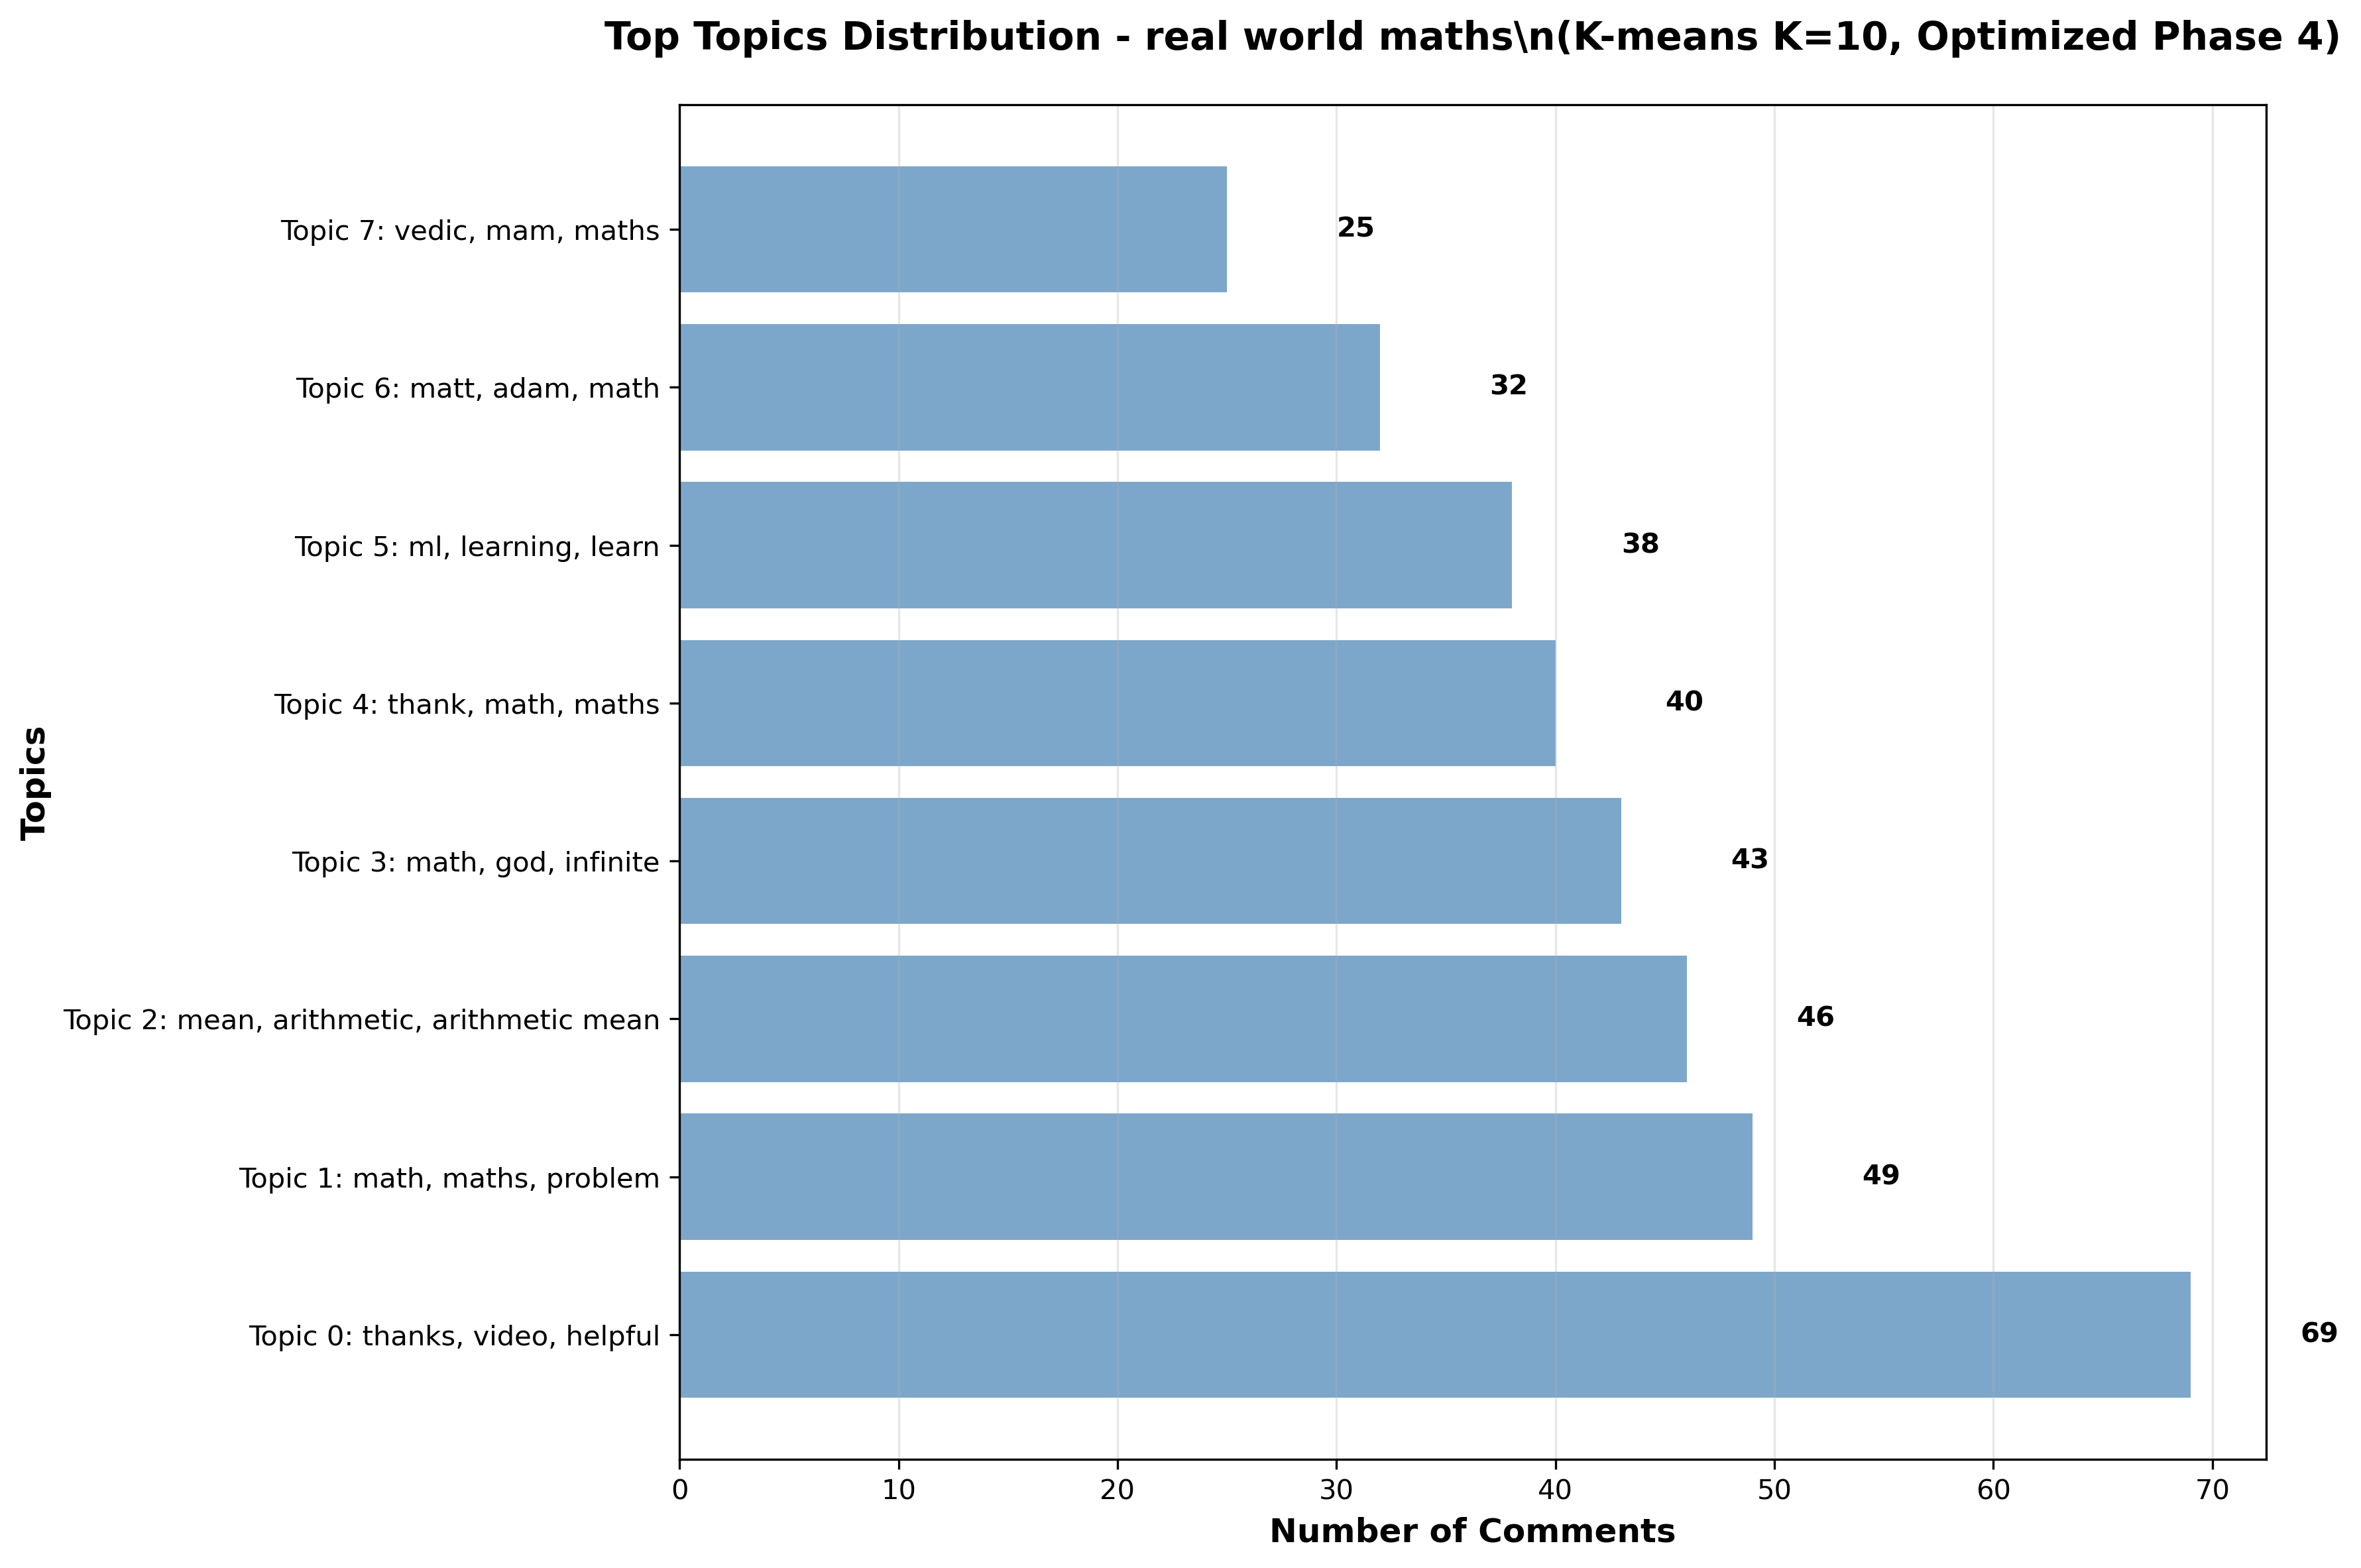 Top Topics Distribution - real world maths\n(K-means K=10, Optimized Phase 4)
Topic 7: vedic, mam, maths
25
Topic 6: matt, adam, math
32
Topic 5: ml, learning, learn
38
Topic 4: thank, math, maths
40
Topic 3: math, god, infinite
43
Topic 2: mean, arithmetic, arithmetic mean
46
Topic 1: math, maths, problem
49
Topic 0: thanks, video, helpful
69
Topics
0 10 20 30 40 50 60 70
Number of Comments